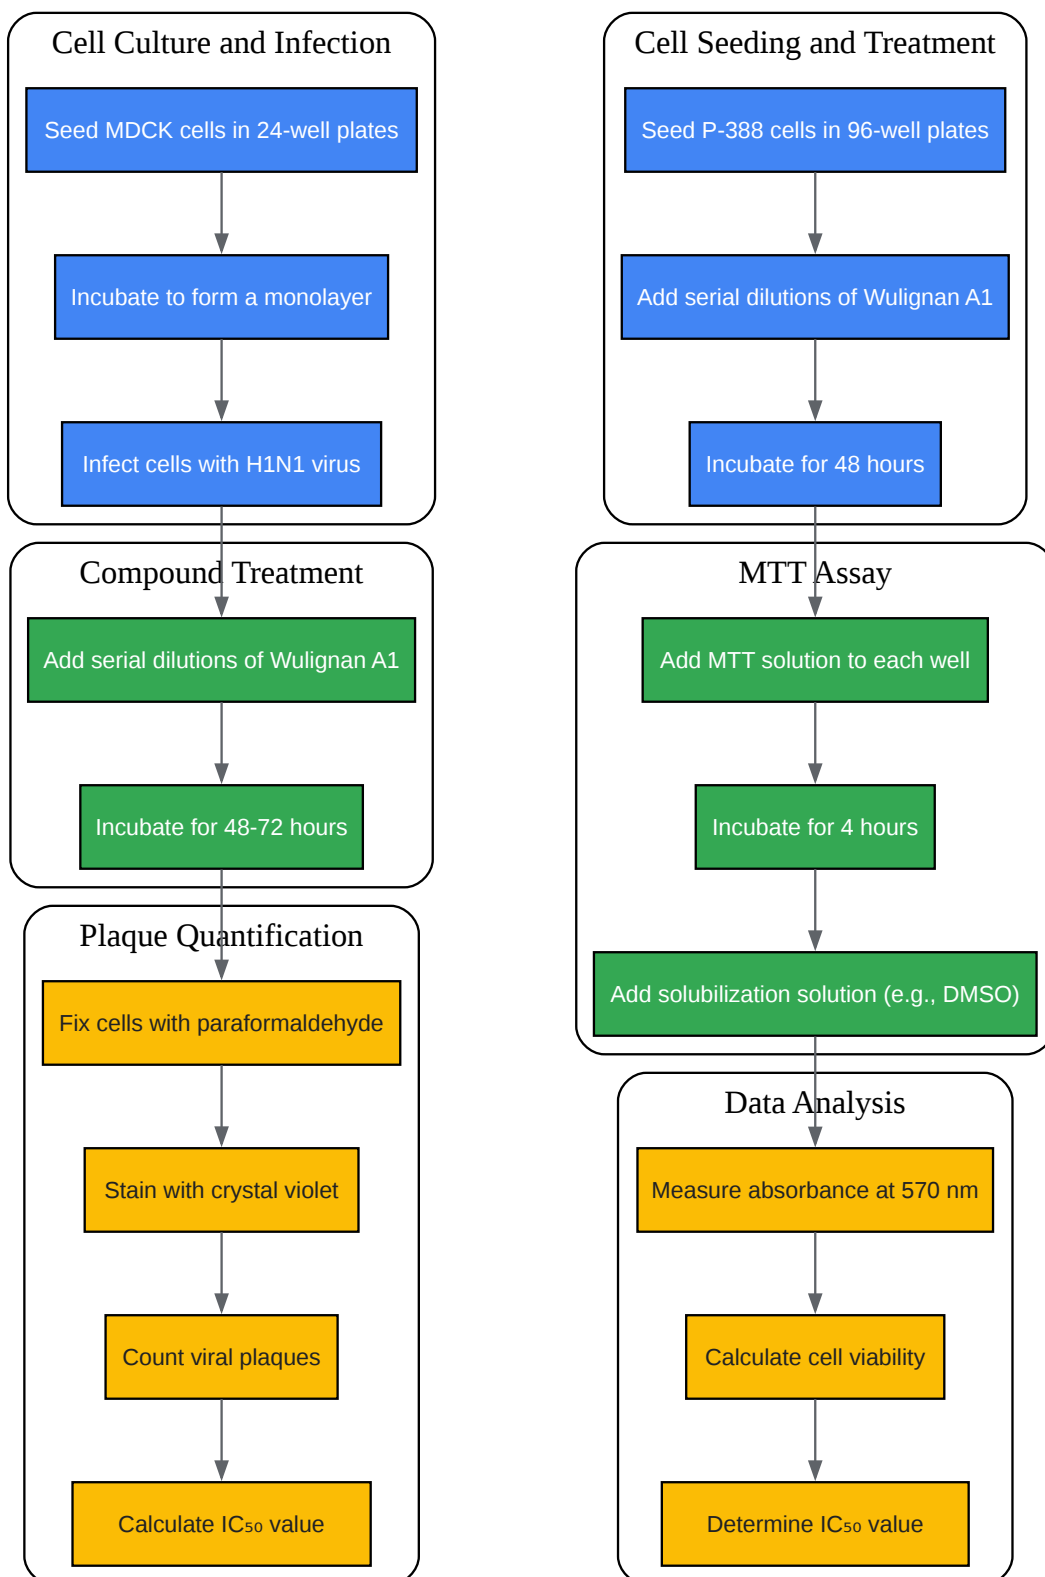 Cell Culture and Infection
Seed MDCK cells in 24-well plates
Incubate to form a monolayer
Infect cells with H1N1 virus
Compound Treatment
Add serial dilutions of Wulignan A1
Incubate for 48-72 hours
Plaque Quantification
Fix cells with paraformaldehyde
Stain with crystal violet
Count viral plaques
Calculate IC₅₀ value
Cell Seeding and Treatment
Seed P-388 cells in 96-well plates
Add serial dilutions of Wulignan A1
Incubate for 48 hours
MTT Assay
Add MTT solution to each well
Incubate for 4 hours
Add solubilization solution (e.g., DMSO)
Data Analysis
Measure absorbance at 570 nm
Calculate cell viability
Determine IC₅₀ value